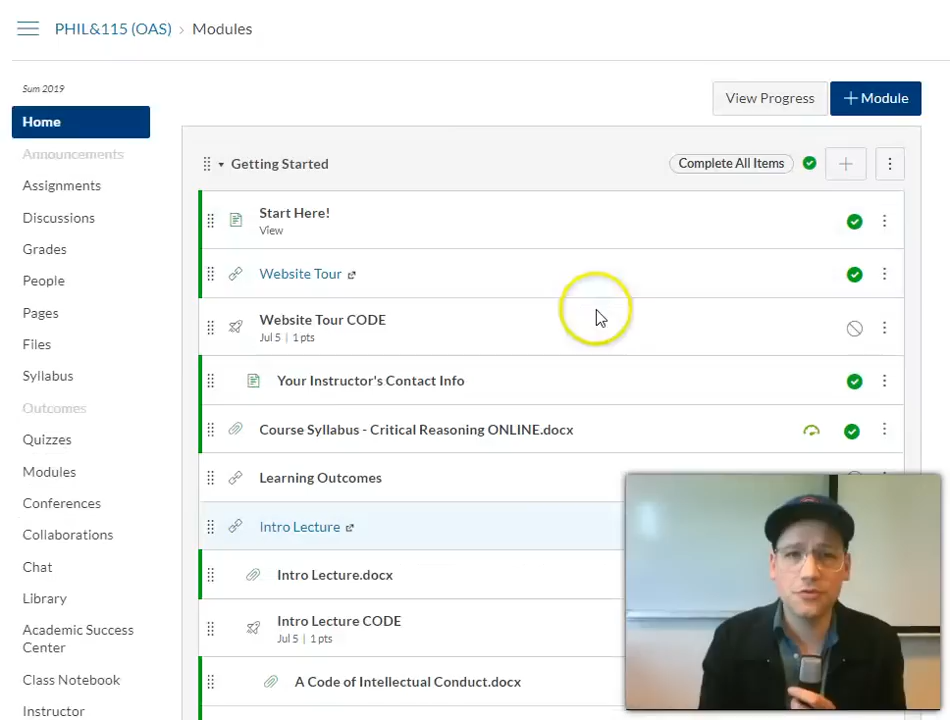 PHIL&115 (OAS) › Modules
Sum 2019
View Progress
+ Module
Home
Announcements
Assignments
Discussions
Grades
People
Pages
Files
Syllabus
Outcomes
Quizzes
Modules
Conferences
Collaborations
Chat
Library
Academic Success
Center
Class Notebook
Instructor
Getting Started
Complete All Items
Start Here!
View
Website Tour
Website Tour CODE
Jul 5 | 1 pts
Your Instructor's Contact Info
Course Syllabus - Critical Reasoning ONLINE.docx
Learning Outcomes
Intro Lecture
Intro Lecture.docx
Intro Lecture CODE
Jul 5 | 1 pts
A Code of Intellectual Conduct.docx